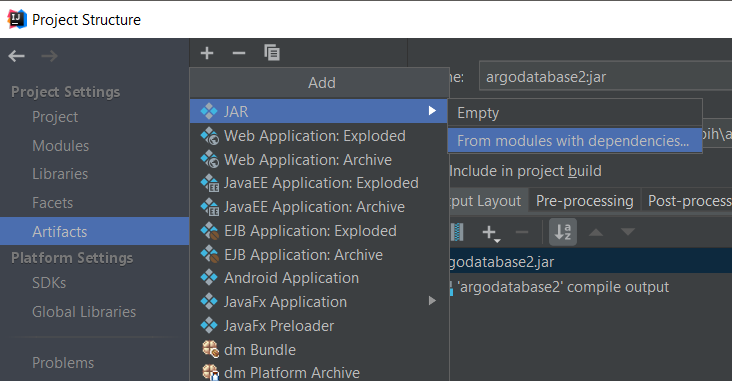 Project Structure
Project Settings
Project
Modules
Libraries
Facets
Artifacts
Platform Settings
SDKs
Global Libraries
Problems
Add
JAR
Web Application: Exploded
Web Application: Archive
JavaEE Application: Exploded
JavaEE Application: Archive
EJB Application: Exploded
EJB Application: Archive
Android Application
JavaFx Application
JavaFx Preloader
dm Bundle
dm Platform Archive
Empty
From modules with dependencies...
me: argodatabase2:jar
oih\a
Include in project build
tput Layout Pre-processing Post-process
rgodatabase2.jar
'argodatabase2' compile output